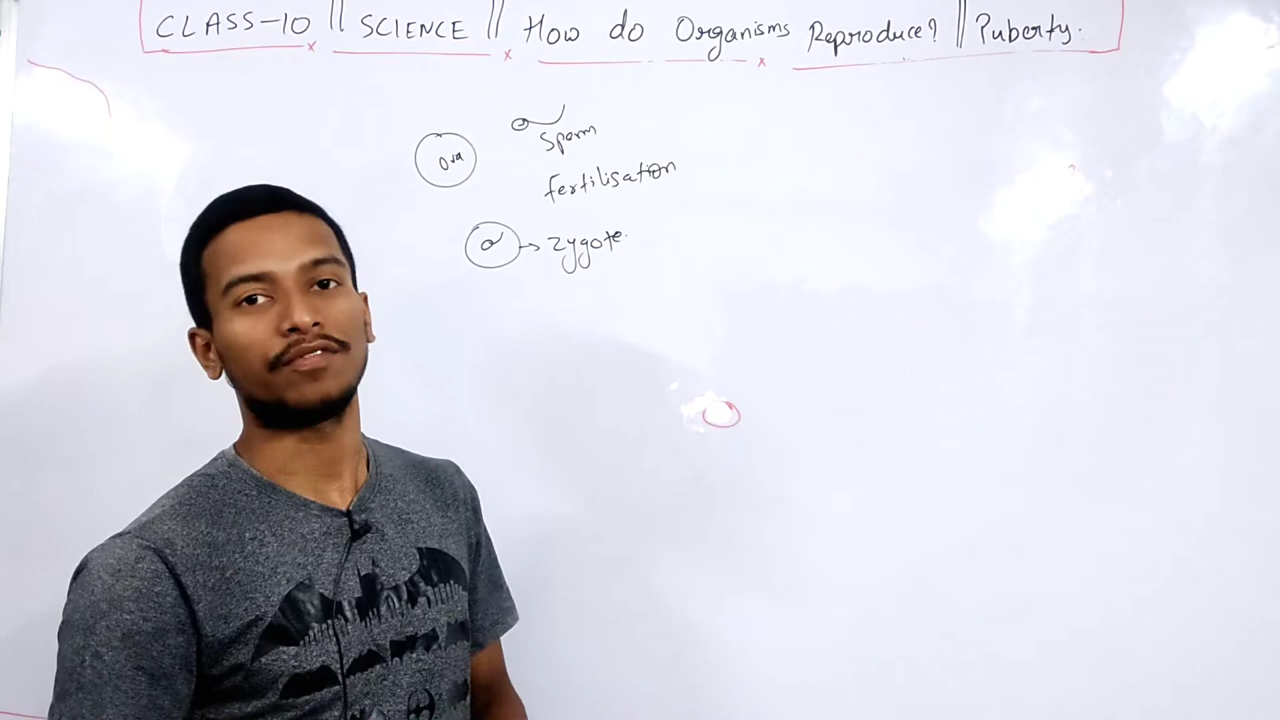 CLASS-10 || SCIENCE || How do Organisms Reproduce? || Puberty.
Ova
Sperm
fertilisation
→ zygote.